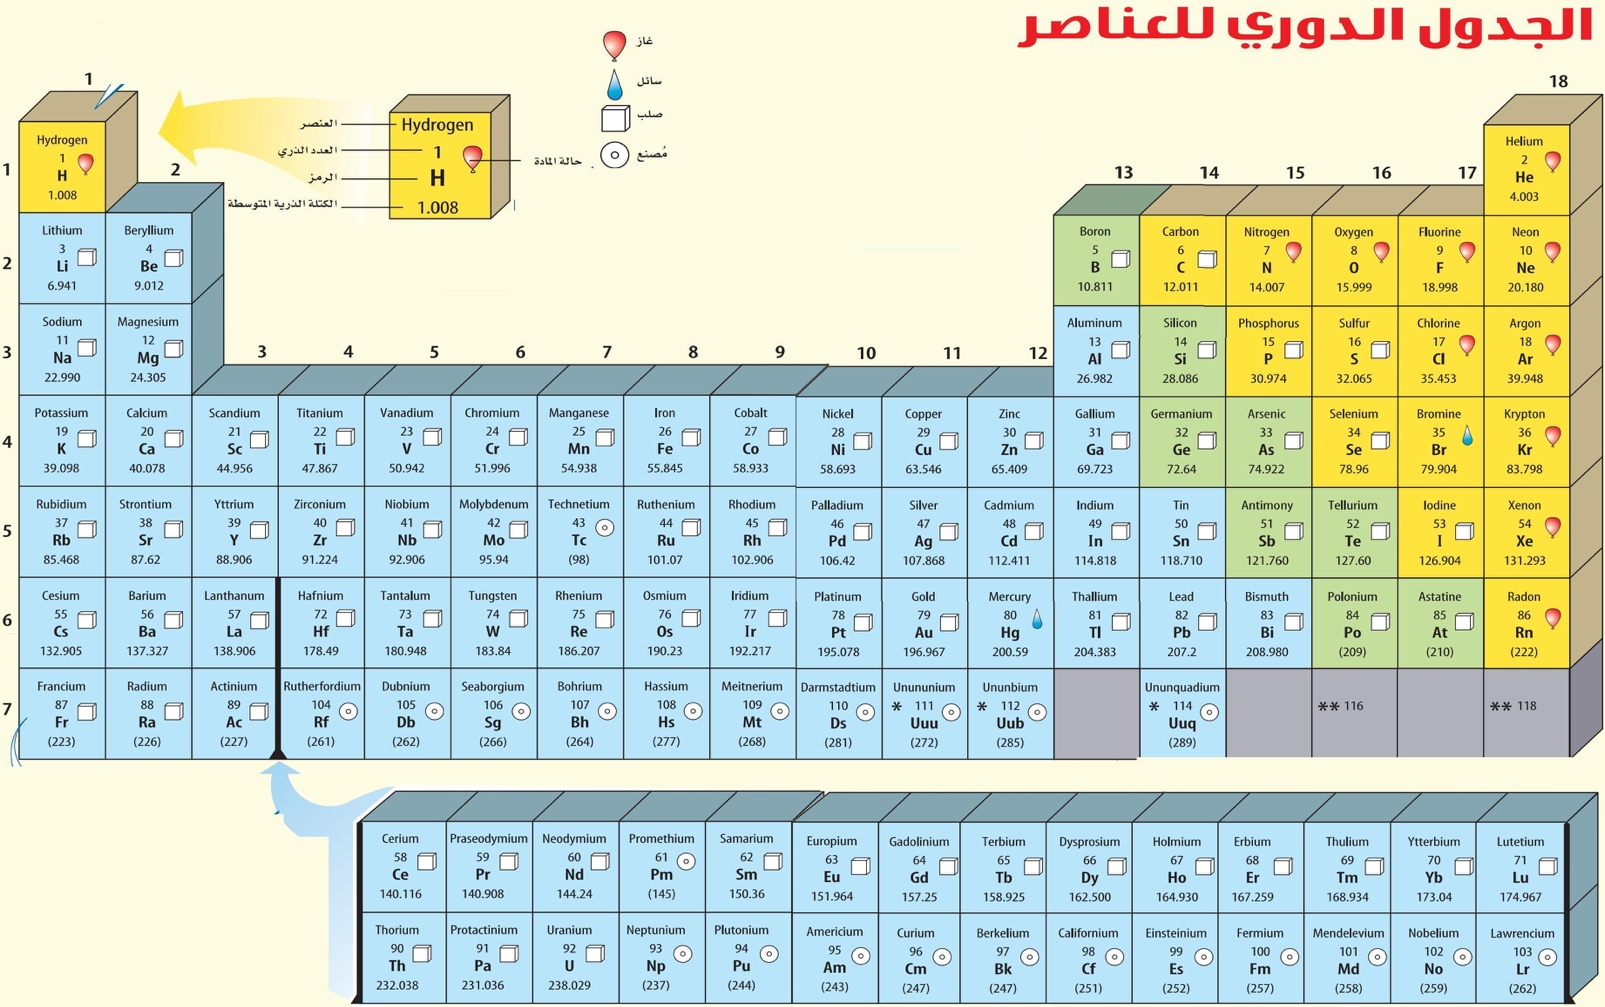 الجدول الدوري للعناصر
غاز
سائل
صلب
مُصنع
العنصر
العدد الذري
الرمز
الكتلة الذرية المتوسطة
حالة المادة
Hydrogen
1
H
1.008
1 18
2 13 14 15 16 17
3 4 5 6 7 8 9 10 11 12
1
Hydrogen Helium
1 2
H He
1.008 4.003
2
Lithium Beryllium Boron Carbon Nitrogen Oxygen Fluorine Neon
3 4 5 6 7 8 9 10
Li Be B C N O F Ne
6.941 9.012 10.811 12.011 14.007 15.999 18.998 20.180
3
Sodium Magnesium Aluminum Silicon Phosphorus Sulfur Chlorine Argon
11 12 13 14 15 16 17 18
Na Mg Al Si P S Cl Ar
22.990 24.305 26.982 28.086 30.974 32.065 35.453 39.948
4
Potassium Calcium Scandium Titanium Vanadium Chromium Manganese Iron Cobalt Nickel Copper Zinc Gallium Germanium Arsenic Selenium Bromine Krypton
19 20 21 22 23 24 25 26 27 28 29 30 31 32 33 34 35 36
K Ca Sc Ti V Cr Mn Fe Co Ni Cu Zn Ga Ge As Se Br Kr
39.098 40.078 44.956 47.867 50.942 51.996 54.938 55.845 58.933 58.693 63.546 65.409 69.723 72.64 74.922 78.96 79.904 83.798
5
Rubidium Strontium Yttrium Zirconium Niobium Molybdenum Technetium Ruthenium Rhodium Palladium Silver Cadmium Indium Tin Antimony Tellurium Iodine Xenon
37 38 39 40 41 42 43 44 45 46 47 48 49 50 51 52 53 54
Rb Sr Y Zr Nb Mo Tc Ru Rh Pd Ag Cd In Sn Sb Te I Xe
85.468 87.62 88.906 91.224 92.906 95.94 (98) 101.07 102.906 106.42 107.868 112.411 114.818 118.710 121.760 127.60 126.904 131.293
6
Cesium Barium Lanthanum Hafnium Tantalum Tungsten Rhenium Osmium Iridium Platinum Gold Mercury Thallium Lead Bismuth Polonium Astatine Radon
55 56 57 72 73 74 75 76 77 78 79 80 81 82 83 84 85 86
Cs Ba La Hf Ta W Re Os Ir Pt Au Hg Tl Pb Bi Po At Rn
132.905 137.327 138.906 178.49 180.948 183.84 186.207 190.23 192.217 195.078 196.967 200.59 204.383 207.2 208.980 (209) (210) (222)
7
Francium Radium Actinium Rutherfordium Dubnium Seaborgium Bohrium Hassium Meitnerium Darmstadtium Unununium Ununbium Ununquadium
87 88 89 104 105 106 107 108 109 110 * 111 * 112 * 114 ** 116 ** 118
Fr Ra Ac Rf Db Sg Bh Hs Mt Ds Uuu Uub Uuq
(223) (226) (227) (261) (262) (266) (264) (277) (268) (281) (272) (285) (289)
Cerium Praseodymium Neodymium Promethium Samarium Europium Gadolinium Terbium Dysprosium Holmium Erbium Thulium Ytterbium Lutetium
58 59 60 61 62 63 64 65 66 67 68 69 70 71
Ce Pr Nd Pm Sm Eu Gd Tb Dy Ho Er Tm Yb Lu
140.116 140.908 144.24 (145) 150.36 151.964 157.25 158.925 162.500 164.930 167.259 168.934 173.04 174.967
Thorium Protactinium Uranium Neptunium Plutonium Americium Curium Berkelium Californium Einsteinium Fermium Mendelevium Nobelium Lawrencium
90 91 92 93 94 95 96 97 98 99 100 101 102 103
Th Pa U Np Pu Am Cm Bk Cf Es Fm Md No Lr
232.038 231.036 238.029 (237) (244) (243) (247) (247) (251) (252) (257) (258) (259) (262)